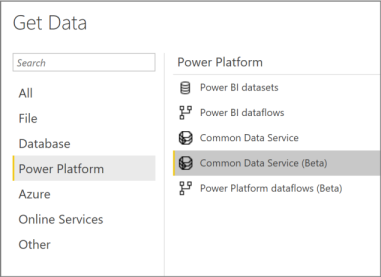 Get Data
Search
All
File
Database
Power Platform
Azure
Online Services
Other
Power Platform
Power BI datasets
Power BI dataflows
Common Data Service
Common Data Service (Beta)
Power Platform dataflows (Beta)